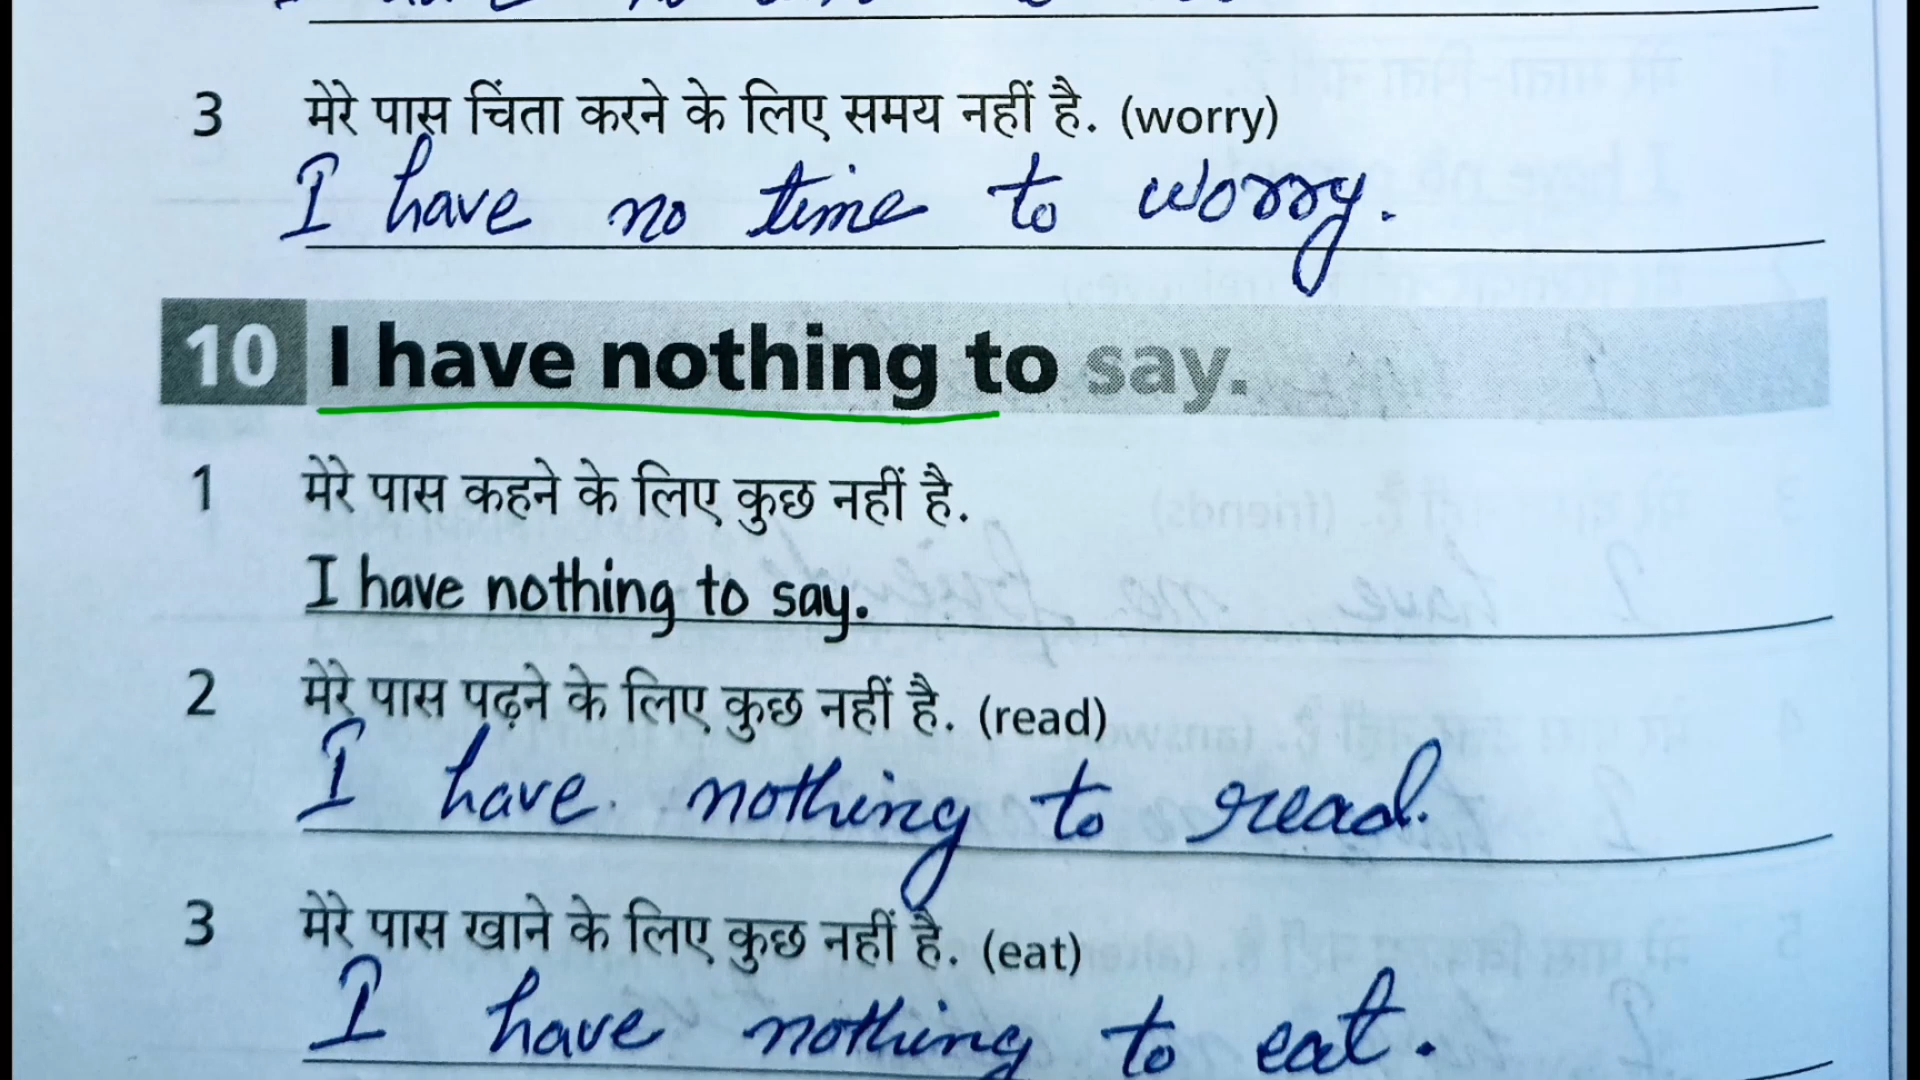 3 मेरे पास चिंता करने के लिए समय नहीं है. (worry)
I have no time to worry.
10 I have nothing to say.
1 मेरे पास कहने के लिए कुछ नहीं है.
I have nothing to say.
2 मेरे पास पढ़ने के लिए कुछ नहीं है. (read)
I have nothing to read.
3 मेरे पास खाने के लिए कुछ नहीं है. (eat)
I have nothing to eat.